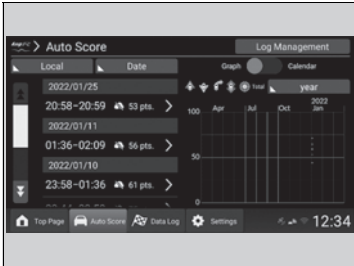 Auto Score
Log Management
Local
Date
Graph
Calendar
2022/01/25
Total
year
20:58~20:59 53 pts.
2022/01/11
01:36~02:09 56 pts.
2022/01/10
23:58~01:36 61 pts.
100
Apr
Jul
Oct
2022
Jan
50
0
Top Page
Auto Score
Data Log
Settings
12:34